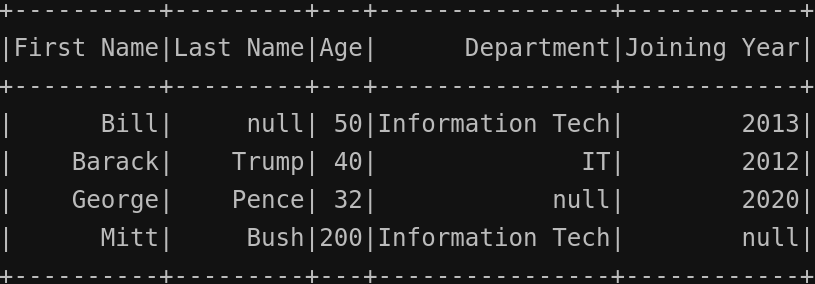 +----------+---------+---+----------------+------------+
|First Name|Last Name|Age|      Department|Joining Year|
+----------+---------+---+----------------+------------+
|      Bill|     null| 50|Information Tech|        2013|
|    Barack|    Trump| 40|              IT|        2012|
|    George|    Pence| 32|            null|        2020|
|      Mitt|     Bush|200|Information Tech|        null|
+----------+---------+---+----------------+------------+